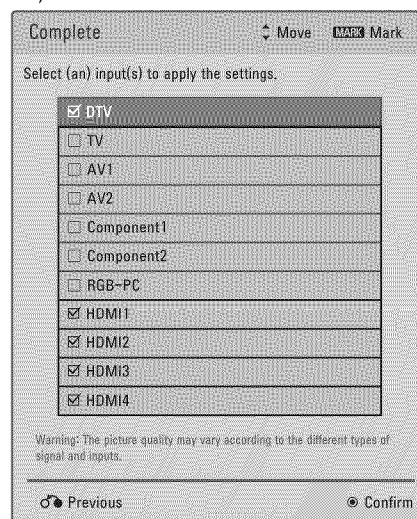 Complete Move MARK Mark
Select (an) input(s) to apply the settings.
☑ DTV
☐ TV
☐ AV1
☐ AV2
☐ Component1
☐ Component2
☐ RGB-PC
☑ HDMI1
☑ HDMI2
☑ HDMI3
☑ HDMI4
Warning: The picture quality may vary according to the different types of
signal and inputs.
Previous Confirm